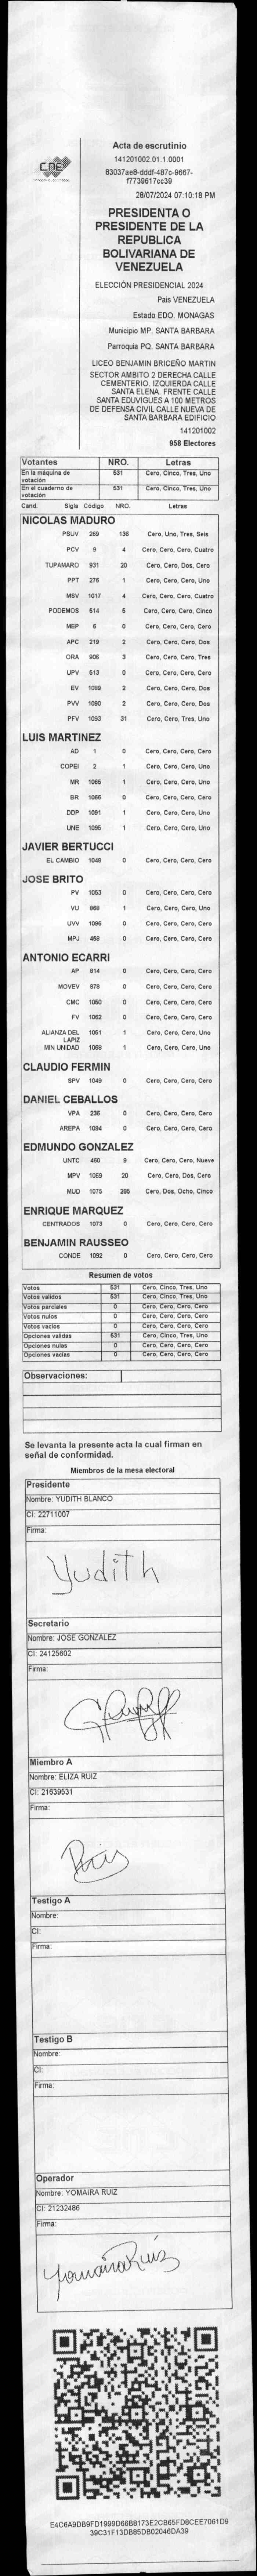 CNE
Acta de escrutinio
141201002.01.1.0001
83037ae8-dddf-487c-9667-
f7739617cc39
28/07/2024 07:10:18 PM
PRESIDENTA O
PRESIDENTE DE LA
REPUBLICA
BOLIVARIANA DE
VENEZUELA
ELECCIÓN PRESIDENCIAL 2024
Pais VENEZUELA
Estado EDO. MONAGAS
Municipio MP. SANTA BARBARA
Parroquia PQ. SANTA BARBARA
LICEO BENJAMIN BRICEÑO MARTIN
SECTOR AMBITO 2 DERECHA CALLE
CEMENTERIO. IZQUIERDA CALLE
SANTA ELENA. FRENTE CALLE
SANTA EDUVIGUES A 100 METROS
DE DEFENSA CIVIL CALLE NUEVA DE
SANTA BARBARA EDIFICIO
141201002
958 Electores
Votantes NRO. Letras
En la máquina de votación 531 Cero, Cinco, Tres, Uno
En el cuaderno de votación 531 Cero, Cinco, Tres, Uno
Cand. Sigla Código NRO. Letras
NICOLAS MADURO
PSUV 259 136 Cero, Uno, Tres, Seis
PCV 9 4 Cero, Cero, Cero, Cuatro
TUPAMARO 931 20 Cero, Cero, Dos, Cero
PPT 276 1 Cero, Cero, Cero, Uno
MSV 1017 4 Cero, Cero, Cero, Cuatro
PODEMOS 514 5 Cero, Cero, Cero, Cinco
MEP 6 0 Cero, Cero, Cero, Cero
APC 219 2 Cero, Cero, Cero, Dos
ORA 906 3 Cero, Cero, Cero, Tres
UPV 513 0 Cero, Cero, Cero, Cero
EV 1089 2 Cero, Cero, Cero, Dos
PVV 1090 2 Cero, Cero, Cero, Dos
PFV 1093 31 Cero, Cero, Tres, Uno
LUIS MARTINEZ
AD 1 0 Cero, Cero, Cero, Cero
COPEI 2 1 Cero, Cero, Cero, Uno
MR 1065 1 Cero, Cero, Cero, Uno
BR 1066 0 Cero, Cero, Cero, Cero
DDP 1091 1 Cero, Cero, Cero, Uno
UNE 1095 1 Cero, Cero, Cero, Uno
JAVIER BERTUCCI
EL CAMBIO 1048 0 Cero, Cero, Cero, Cero
JOSE BRITO
PV 1053 0 Cero, Cero, Cero, Cero
VU 868 1 Cero, Cero, Cero, Uno
UVV 1096 0 Cero, Cero, Cero, Cero
MPJ 458 0 Cero, Cero, Cero, Cero
ANTONIO ECARRI
AP 814 0 Cero, Cero, Cero, Cero
MOVEV 878 0 Cero, Cero, Cero, Cero
CMC 1050 0 Cero, Cero, Cero, Cero
FV 1062 0 Cero, Cero, Cero, Cero
ALIANZA DEL LAPIZ 1051 1 Cero, Cero, Cero, Uno
MIN UNIDAD 1068 1 Cero, Cero, Cero, Uno
CLAUDIO FERMIN
SPV 1049 0 Cero, Cero, Cero, Cero
DANIEL CEBALLOS
VPA 236 0 Cero, Cero, Cero, Cero
AREPA 1094 0 Cero, Cero, Cero, Cero
EDMUNDO GONZALEZ
UNTC 460 9 Cero, Cero, Cero, Nueve
MPV 1069 20 Cero, Cero, Dos, Cero
MUD 1075 285 Cero, Dos, Ocho, Cinco
ENRIQUE MARQUEZ
CENTRADOS 1073 0 Cero, Cero, Cero, Cero
BENJAMIN RAUSSEO
CONDE 1092 0 Cero, Cero, Cero, Cero
Resumen de votos
Votos 531 Cero, Cinco, Tres, Uno
Votos validos 531 Cero, Cinco, Tres, Uno
Votos parciales 0 Cero, Cero, Cero, Cero
Votos nulos 0 Cero, Cero, Cero, Cero
Votos vacios 0 Cero, Cero, Cero, Cero
Opciones validas 531 Cero, Cinco, Tres, Uno
Opciones nulas 0 Cero, Cero, Cero, Cero
Opciones vacias 0 Cero, Cero, Cero, Cero
Observaciones:
Se levanta la presente acta la cual firman en
señal de conformidad.
Miembros de la mesa electoral
Presidente
Nombre: YUDITH BLANCO
CI: 22711007
Firma:
Yudith
Secretario
Nombre: JOSE GONZALEZ
CI: 24125602
Firma:
Miembro A
Nombre: ELIZA RUIZ
CI: 21639531
Firma:
Ruis
Testigo A
Nombre:
CI:
Firma:
Testigo B
Nombre:
CI:
Firma:
Operador
Nombre: YOMAIRA RUIZ
CI: 21232486
Firma:
Yomaira Ruiz
E4C6A9DB9FD1999D66B8173E2CB65FD8CEE7061D9
39C31F13DB85DB02046DA39